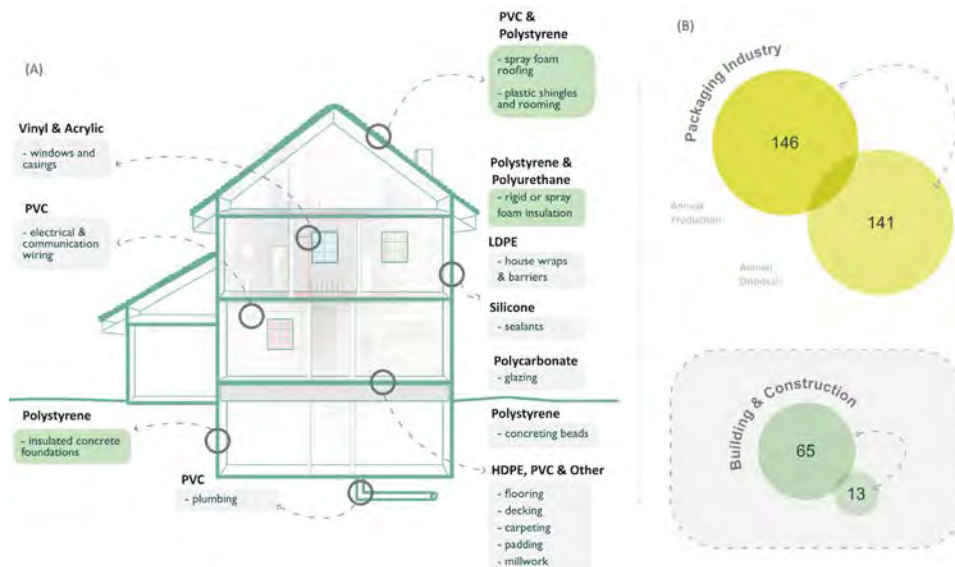 (A)
PVC &
Polystyrene
- spray foam
roofing
- plastic shingles
and rooming
Vinyl & Acrylic
- windows and
casings
Polystyrene &
Polyurethane
- rigid or spray
foam insulation
PVC
- electrical &
communication
wiring
LDPE
- house wraps
& barriers
Silicone
- sealants
Polycarbonate
- glazing
Polystyrene
- insulated concrete
foundations
Polystyrene
- concreting beads
PVC
- plumbing
HDPE, PVC & Other
- flooring
- decking
- carpeting
- padding
- millwork
(B)
Packaging Industry
146
141
Annual
Production
Annual
Disposal
Building & Construction
65
13